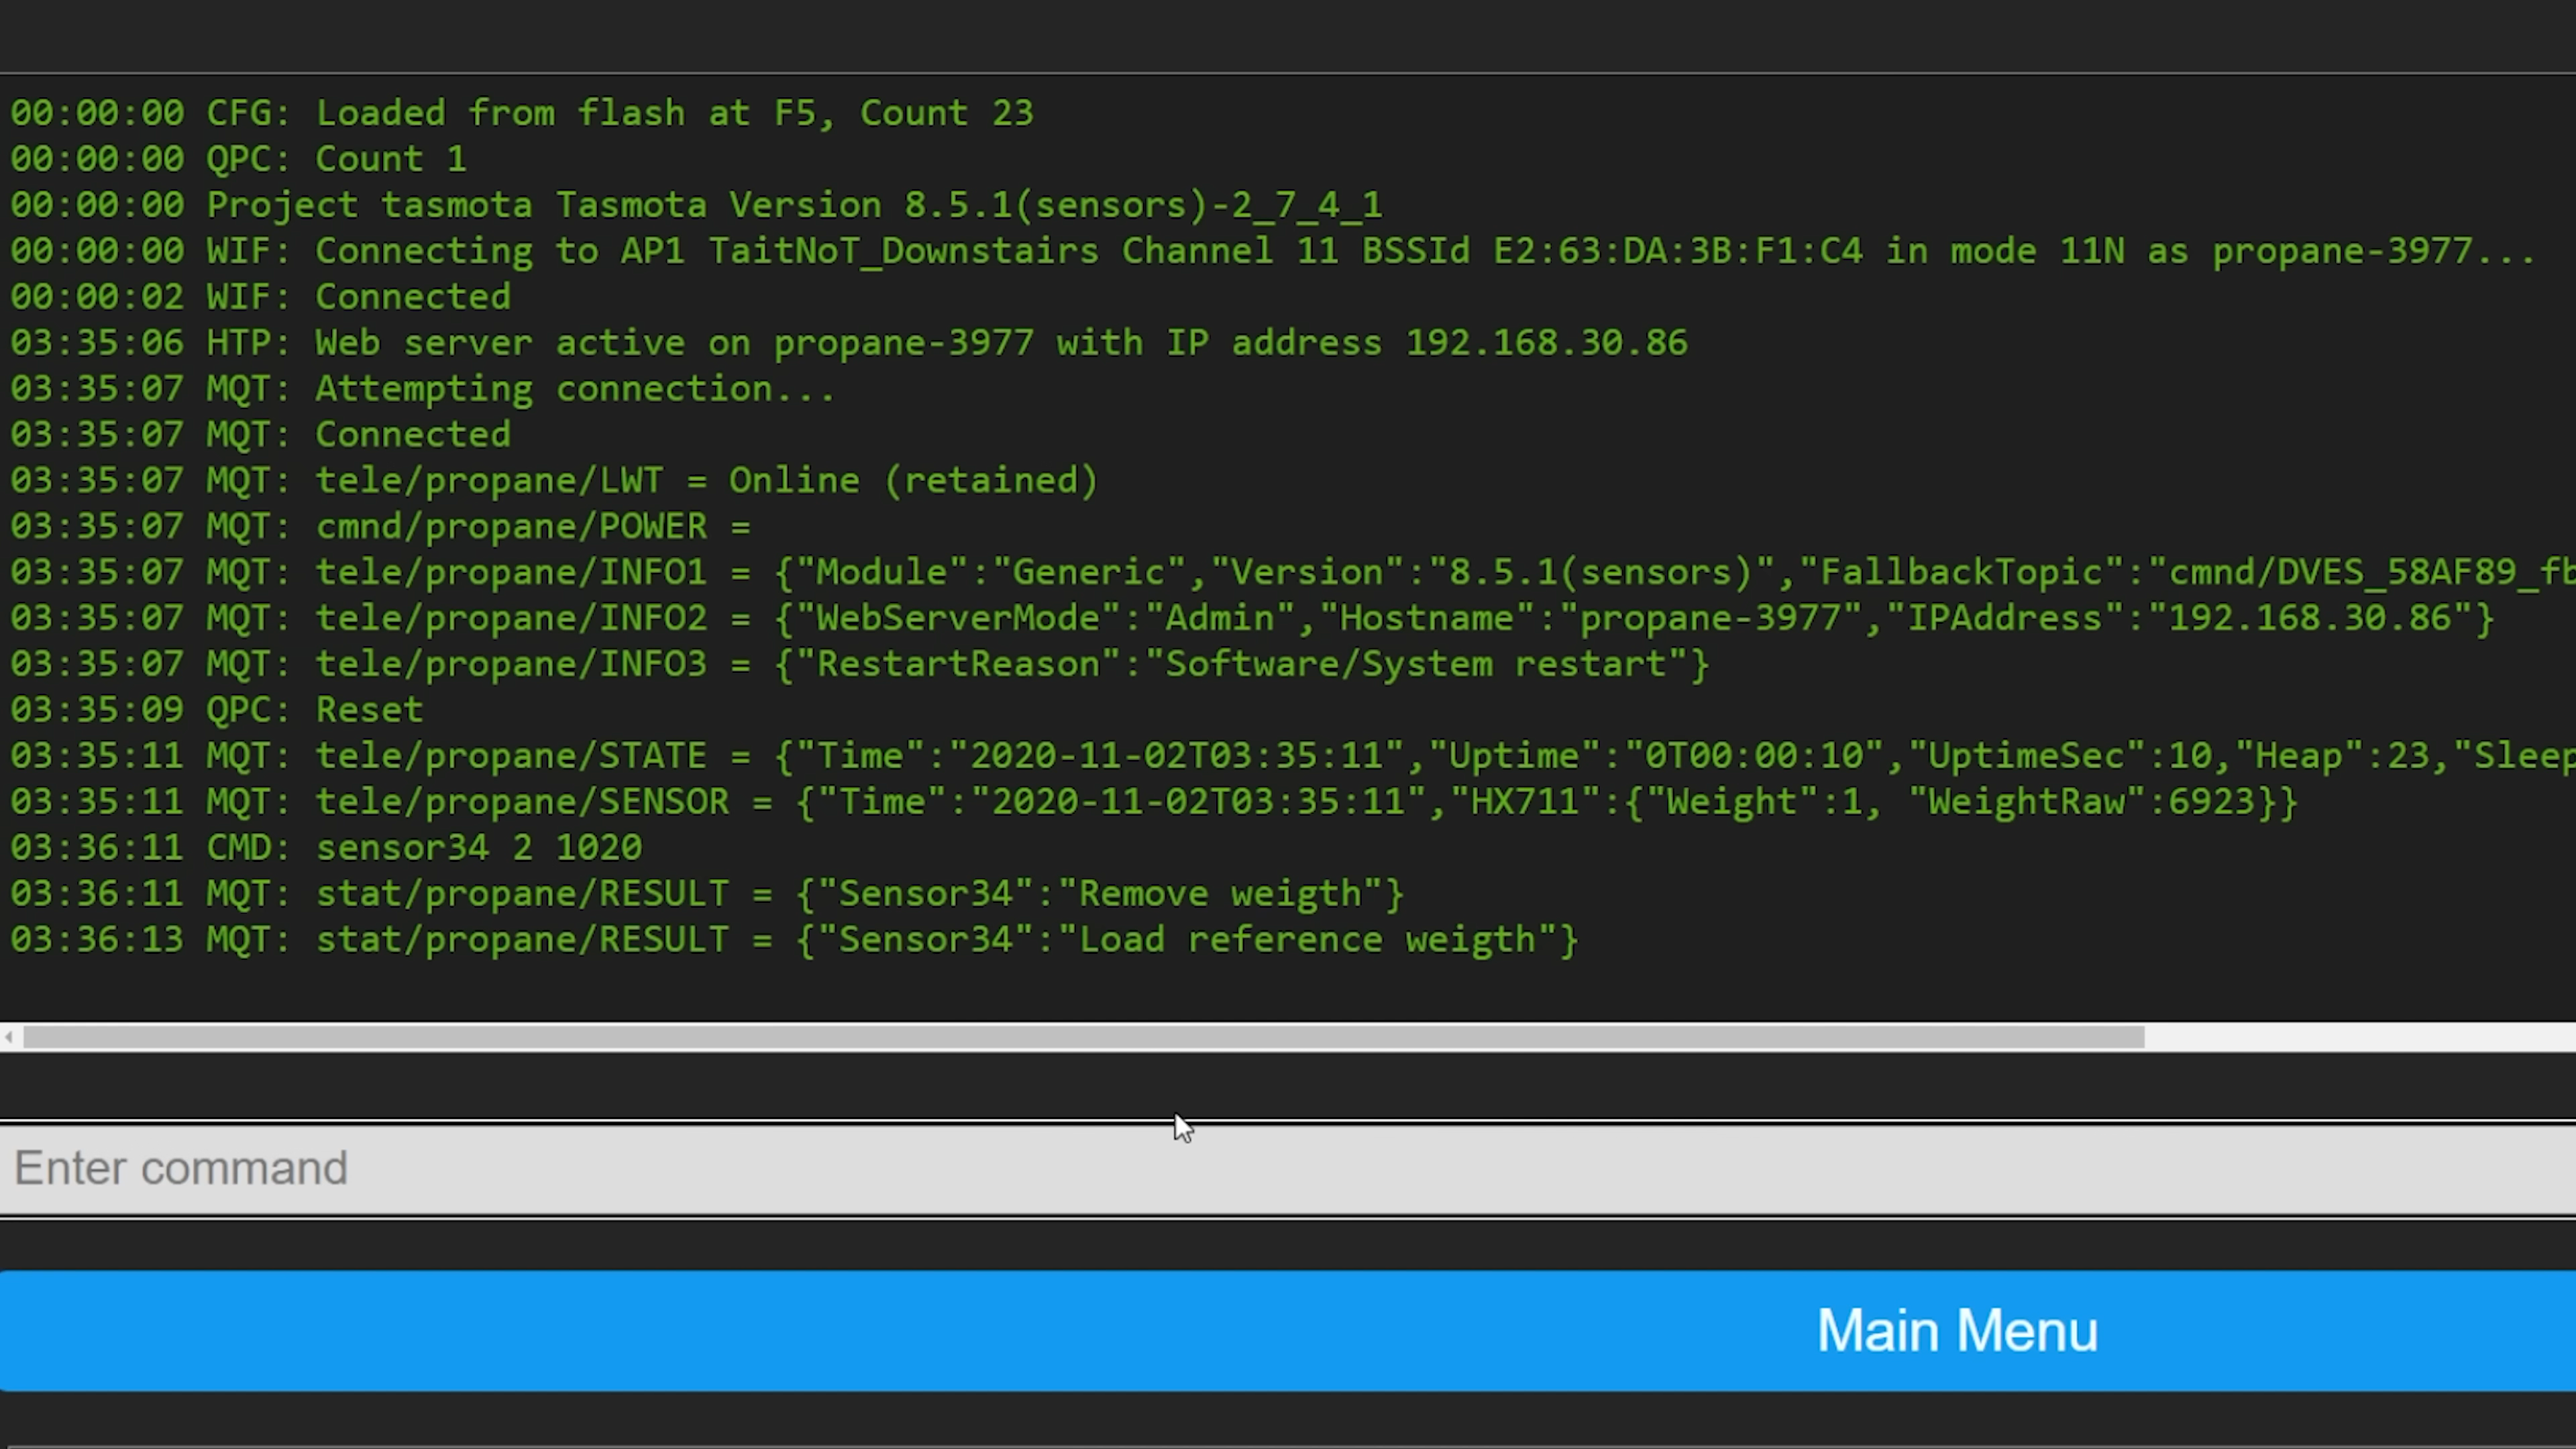 00:00:00 CFG: Loaded from flash at F5, Count 23
00:00:00 QPC: Count 1
00:00:00 Project tasmota Tasmota Version 8.5.1(sensors)-2_7_4_1
00:00:00 WIF: Connecting to AP1 TaitNoT_Downstairs Channel 11 BSSId E2:63:DA:3B:F1:C4 in mode 11N as propane-3977...
00:00:02 WIF: Connected
03:35:06 HTP: Web server active on propane-3977 with IP address 192.168.30.86
03:35:07 MQT: Attempting connection...
03:35:07 MQT: Connected
03:35:07 MQT: tele/propane/LWT = Online (retained)
03:35:07 MQT: cmnd/propane/POWER =
03:35:07 MQT: tele/propane/INFO1 = {"Module":"Generic","Version":"8.5.1(sensors)","FallbackTopic":"cmnd/DVES_58AF89_fb
03:35:07 MQT: tele/propane/INFO2 = {"WebServerMode":"Admin","Hostname":"propane-3977","IPAddress":"192.168.30.86"}
03:35:07 MQT: tele/propane/INFO3 = {"RestartReason":"Software/System restart"}
03:35:09 QPC: Reset
03:35:11 MQT: tele/propane/STATE = {"Time":"2020-11-02T03:35:11","Uptime":"0T00:00:10","UptimeSec":10,"Heap":23,"Sleep
03:35:11 MQT: tele/propane/SENSOR = {"Time":"2020-11-02T03:35:11","HX711":{"Weight":1, "WeightRaw":6923}}
03:36:11 CMD: sensor34 2 1020
03:36:11 MQT: stat/propane/RESULT = {"Sensor34":"Remove weigth"}
03:36:13 MQT: stat/propane/RESULT = {"Sensor34":"Load reference weigth"}
Enter command
Main Menu